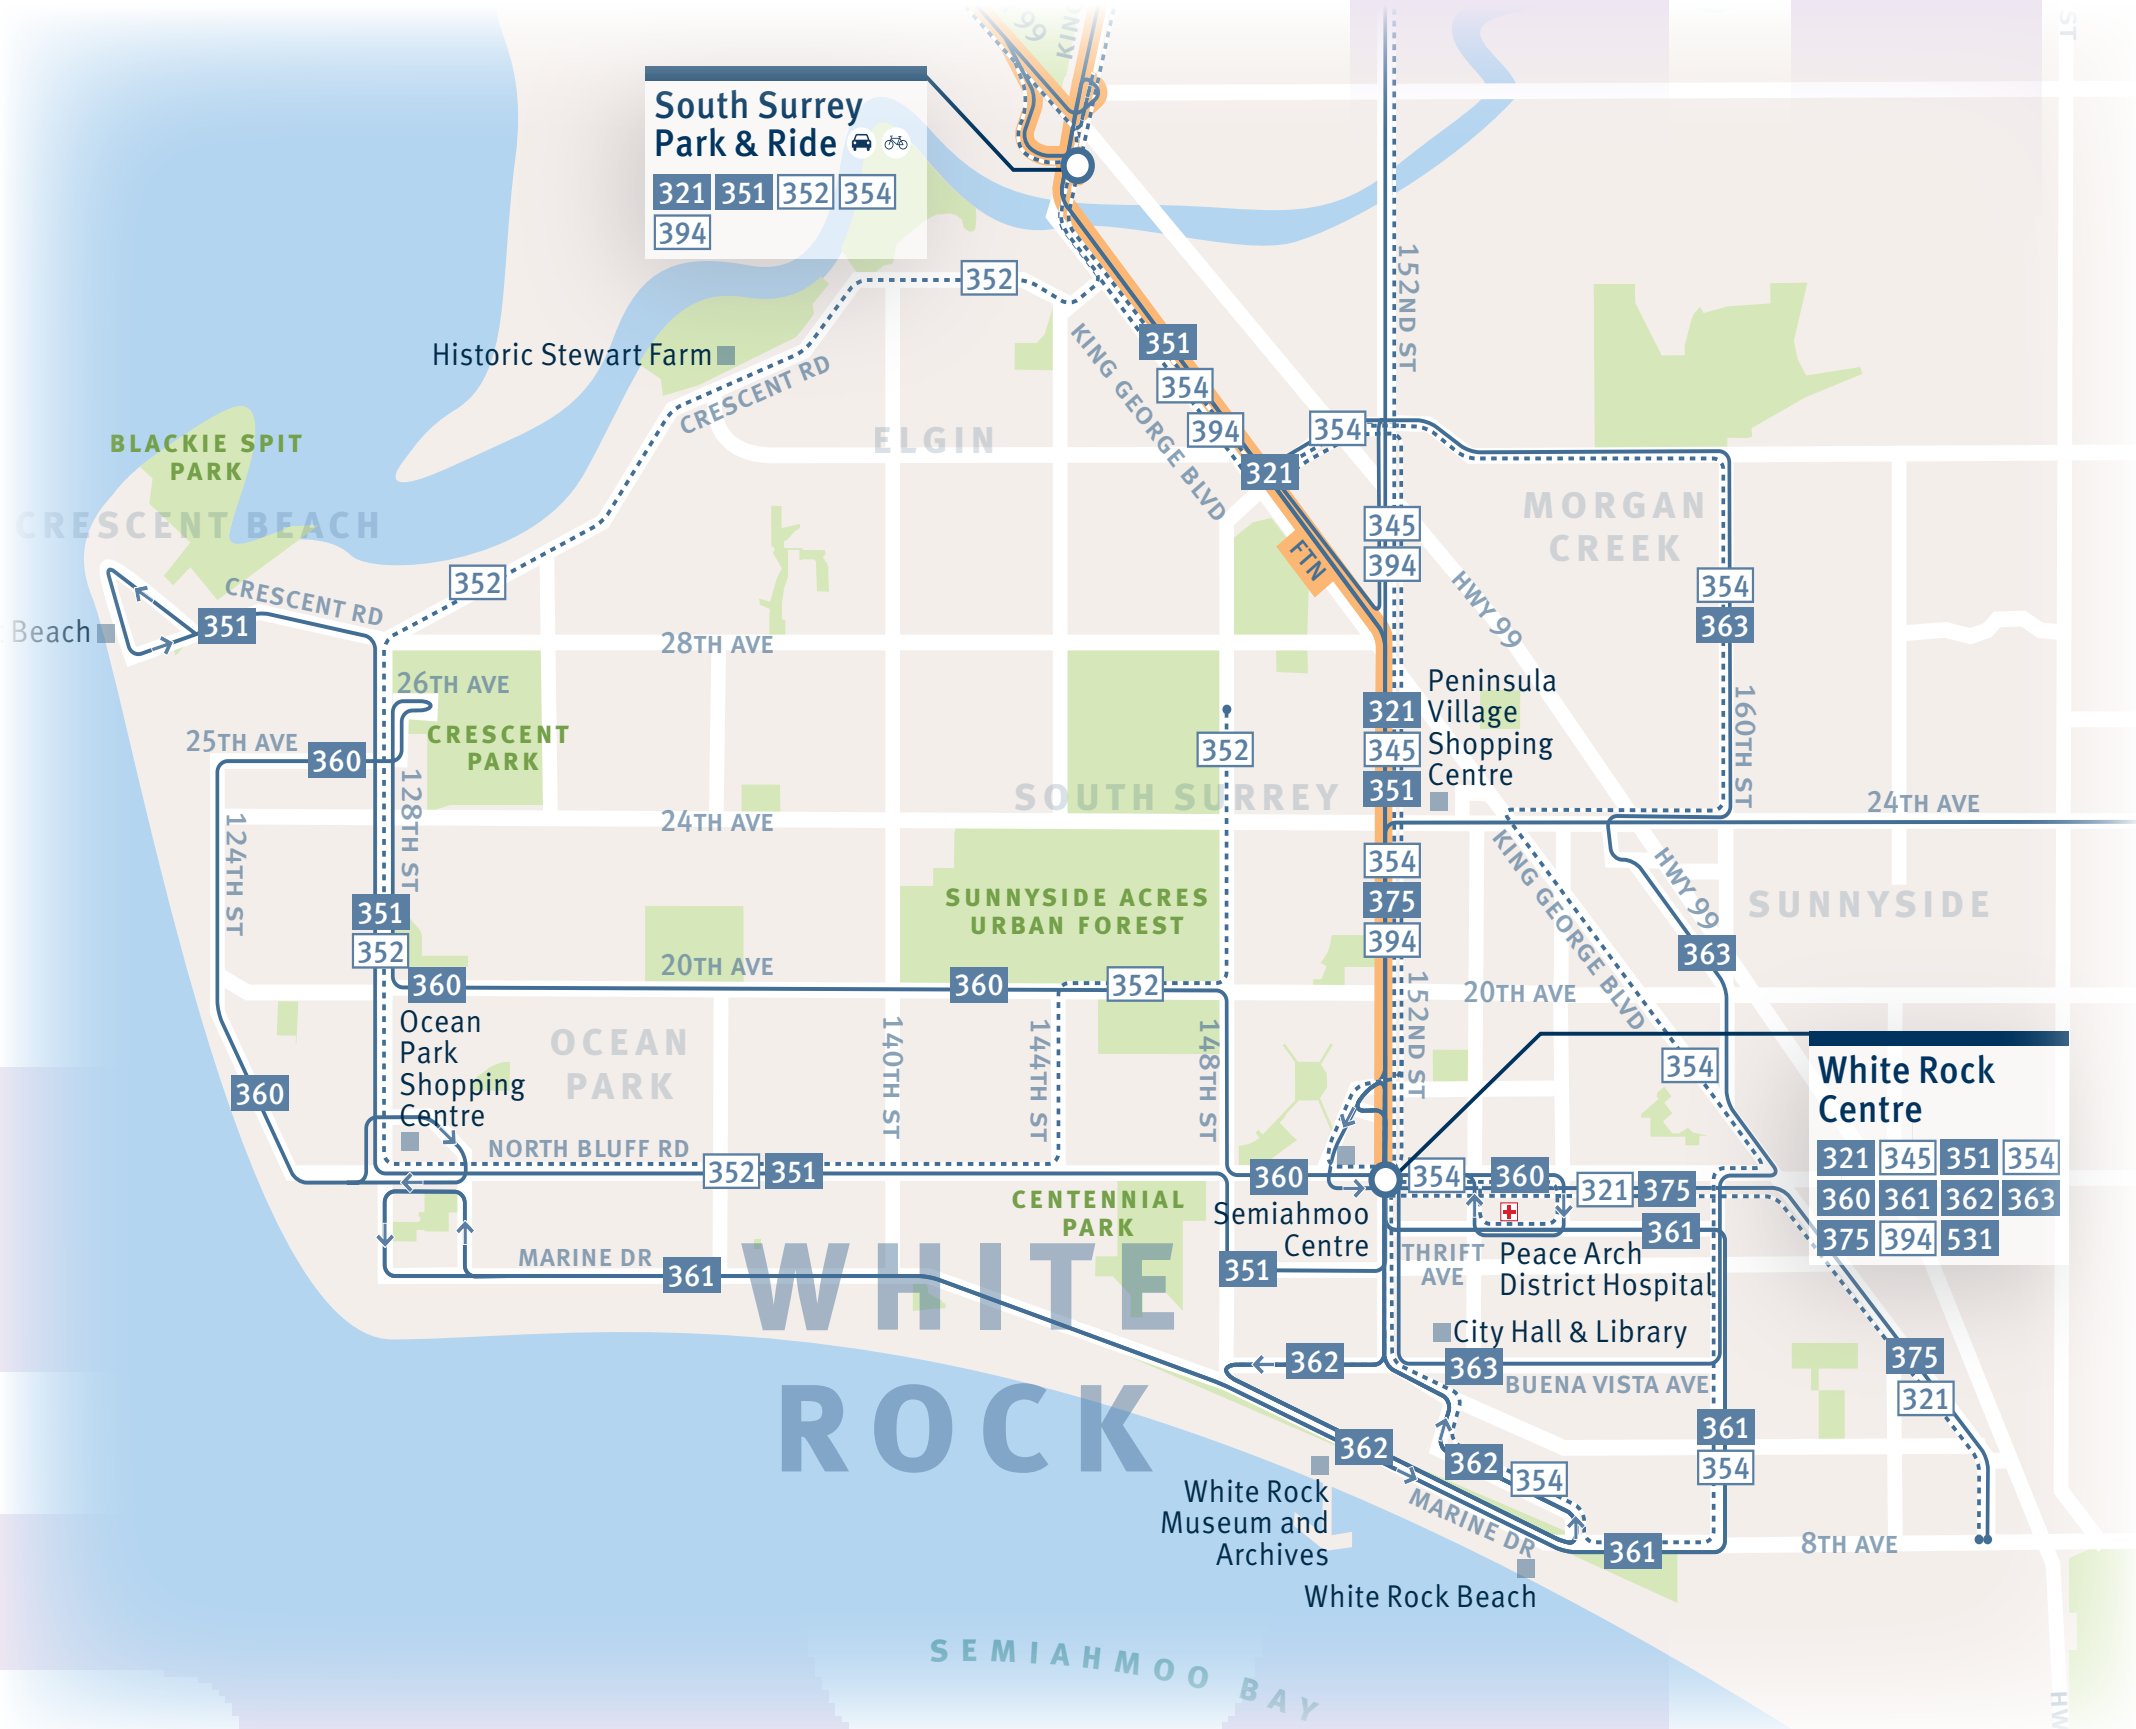 99
KIN
ST
South Surrey
Park & Ride
321 351 352 354
394
352
152ND ST
Historic Stewart Farm
CRESCENT RD
KING GEORGE BLVD
351
354
394
354
321
ELGIN
BLACKIE SPIT
PARK
CRESCENT BEACH
MORGAN
CREEK
345
394
FTN
HWY 99
352
354
363
CRESCENT RD
351
Beach
28TH AVE
26TH AVE
CRESCENT
PARK
25TH AVE
360
128TH ST
124TH ST
352
SOUTH SURREY
321
345
351
Peninsula
Village
Shopping
Centre
160TH ST
24TH AVE
24TH AVE
354
375
394
KING GEORGE BLVD
HWY 99
SUNNYSIDE
SUNNYSIDE ACRES
URBAN FOREST
351
352
363
20TH AVE
360
360
352
152ND ST
20TH AVE
Ocean
Park
Shopping
Centre
OCEAN
PARK
140TH ST
144TH ST
148TH ST
354
White Rock
Centre
321 345 351 354
360 361 362 363
375 394 531
360
NORTH BLUFF RD
352 351
360
354
360
321 375
CENTENNIAL
PARK
Semiahmoo
Centre
361
THRIFT
AVE
Peace Arch
District Hospital
MARINE DR
361
351
WHITE
ROCK
City Hall & Library
362
363
BUENA VISTA AVE
375
321
361
354
362
362
354
MARINE DR
White Rock
Museum and
Archives
361
8TH AVE
White Rock Beach
SEMIAHMOO BAY
HW